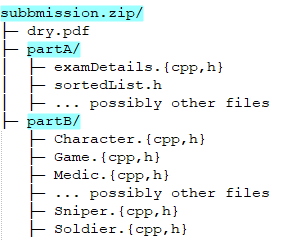 subbmission.zip/
├─ dry.pdf
├─ partA/
│  ├─ examDetails.{cpp,h}
│  ├─ sortedList.h
│  ├─ ... possibly other files
├─ partB/
   ├─ Character.{cpp,h}
   ├─ Game.{cpp,h}
   ├─ Medic.{cpp,h}
   ├─ ... possibly other files
   ├─ Sniper.{cpp,h}
   ├─ Soldier.{cpp,h}